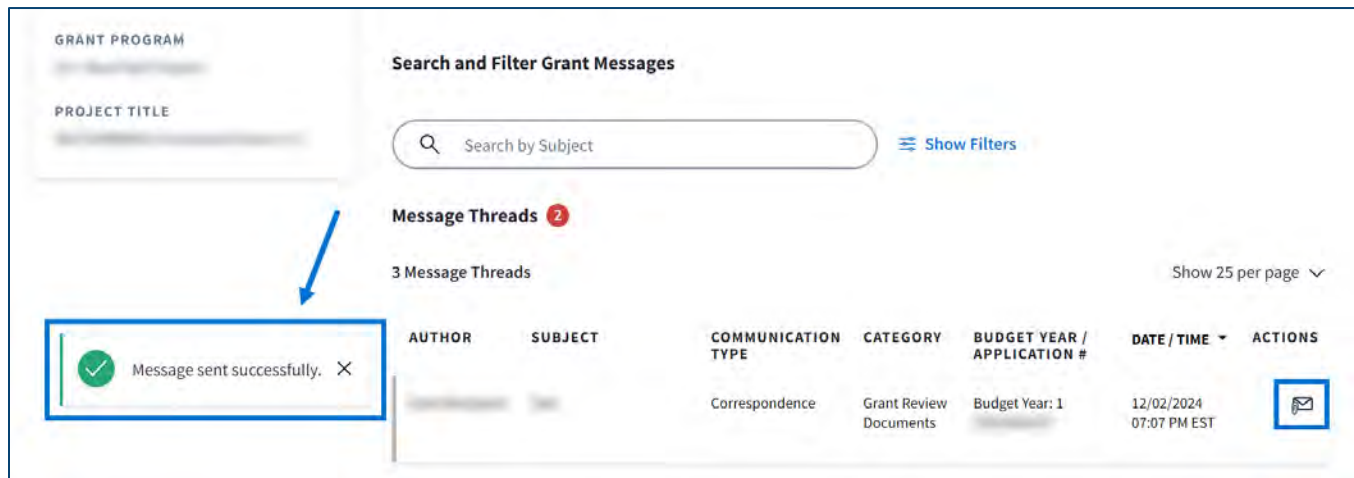 GRANT PROGRAM
PROJECT TITLE
Search and Filter Grant Messages
Search by Subject
Show Filters
Message Threads 2
3 Message Threads
Show 25 per page
Message sent successfully.
AUTHOR SUBJECT COMMUNICATION CATEGORY BUDGET YEAR / DATE / TIME ACTIONS
TYPE APPLICATION #
Correspondence Grant Review Budget Year: 1 12/02/2024
Documents 07:07 PM EST